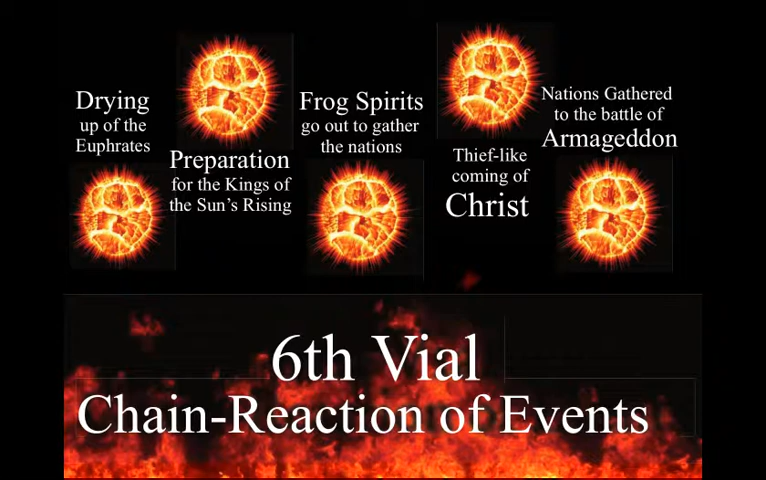 Drying
up of the
Euphrates
Preparation
for the Kings of
the Sun's Rising
Frog Spirits
go out to gather
the nations
Thief-like
coming of
Christ
Nations Gathered
to the battle of
Armageddon
6th Vial
Chain-Reaction of Events